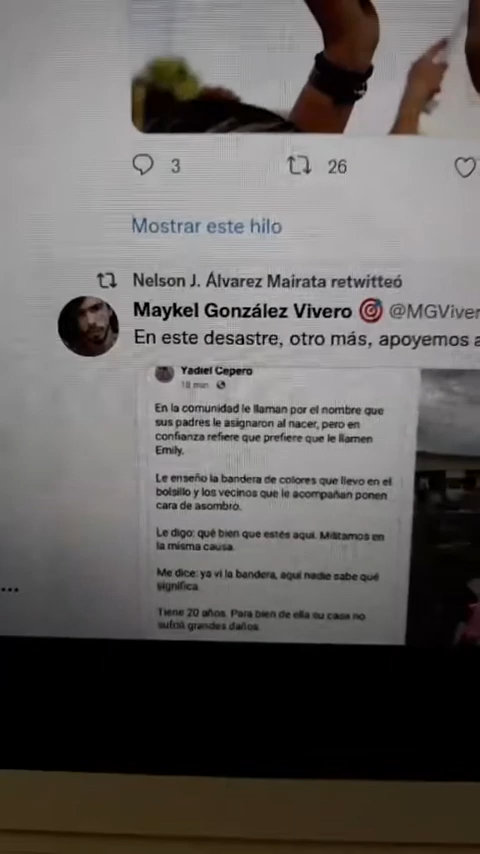 3 26
Mostrar este hilo
Nelson J. Álvarez Mairata retwitteó
Maykel González Vivero @MGViver
En este desastre, otro más, apoyemos a
Yadiel Cepero
18 min
En la comunidad le llaman por el nombre que
sus padres le asignaron al nacer, pero en
confianza refiere que prefiere que le llamen
Emily.
Le enseño la bandera de colores que llevo en el
bolsillo y los vecinos que le acompañan ponen
cara de asombro.
Le digo: qué bien que estés aquí. Militamos en
la misma causa.
Me dice: ya vi la bandera, aquí nadie sabe qué
significa.
Tiene 20 años. Para bien de ella su casa no
sufrió grandes daños.